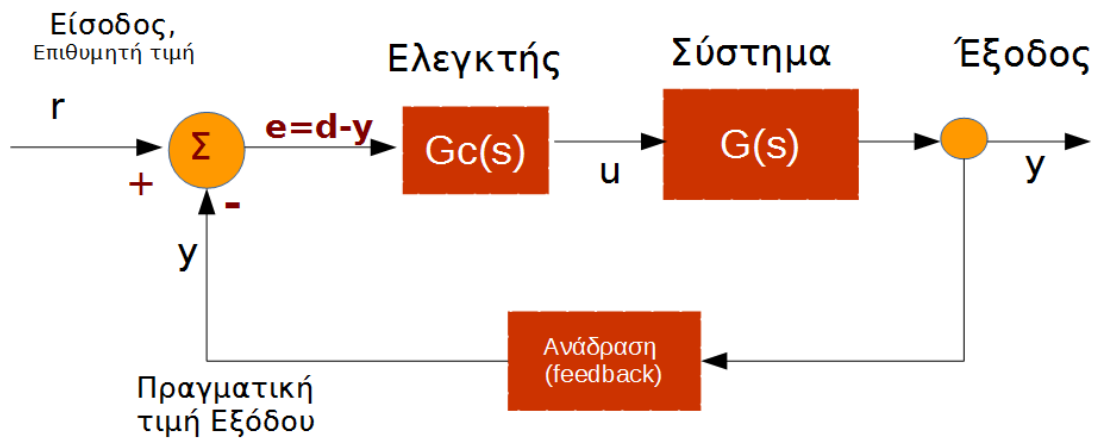 Είσοδος,
Επιθυμητή τιμή
Ελεγκτής
Σύστημα
Έξοδος
r
Σ
e=d-y
Gc(s)
u
G(s)
y
+
-
y
Ανάδραση
(feedback)
Πραγματική
τιμή Εξόδου